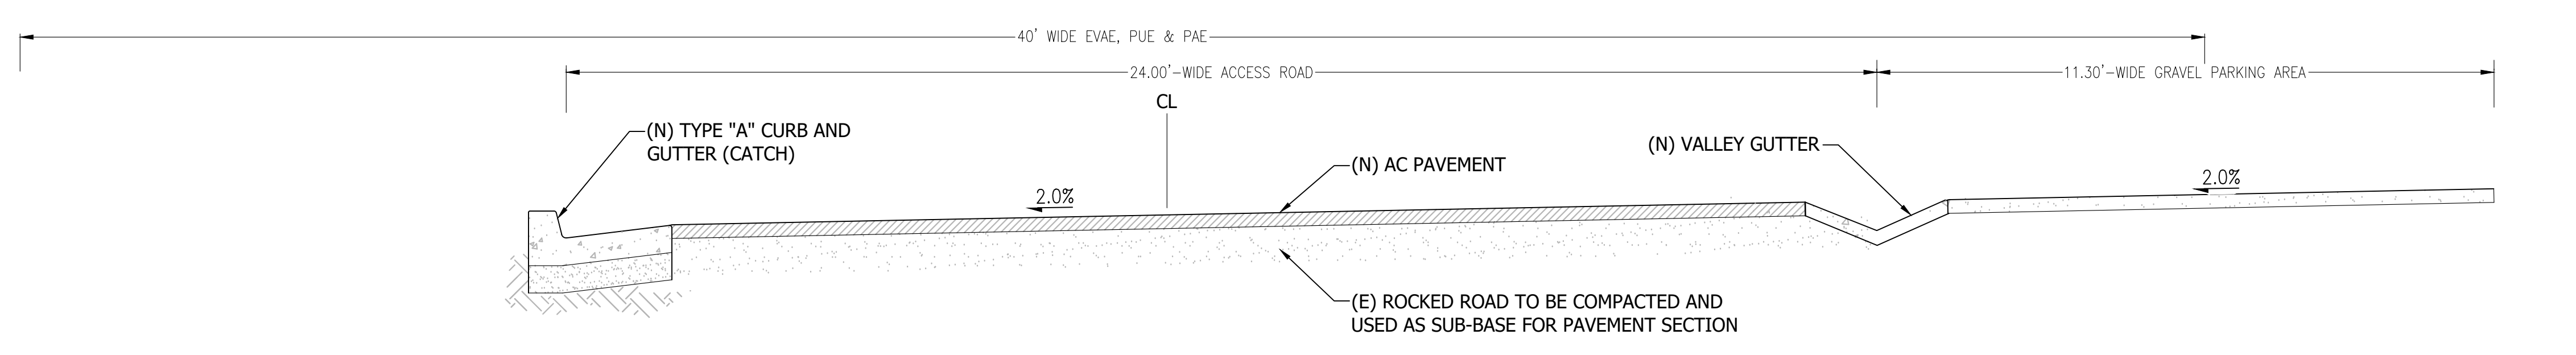 40' WIDE EVAE, PUE & PAE
24.00'-WIDE ACCESS ROAD
11.30'-WIDE GRAVEL PARKING AREA
CL
(N) TYPE "A" CURB AND
GUTTER (CATCH)
(N) AC PAVEMENT
(N) VALLEY GUTTER
2.0%
2.0%
(E) ROCKED ROAD TO BE COMPACTED AND
USED AS SUB-BASE FOR PAVEMENT SECTION